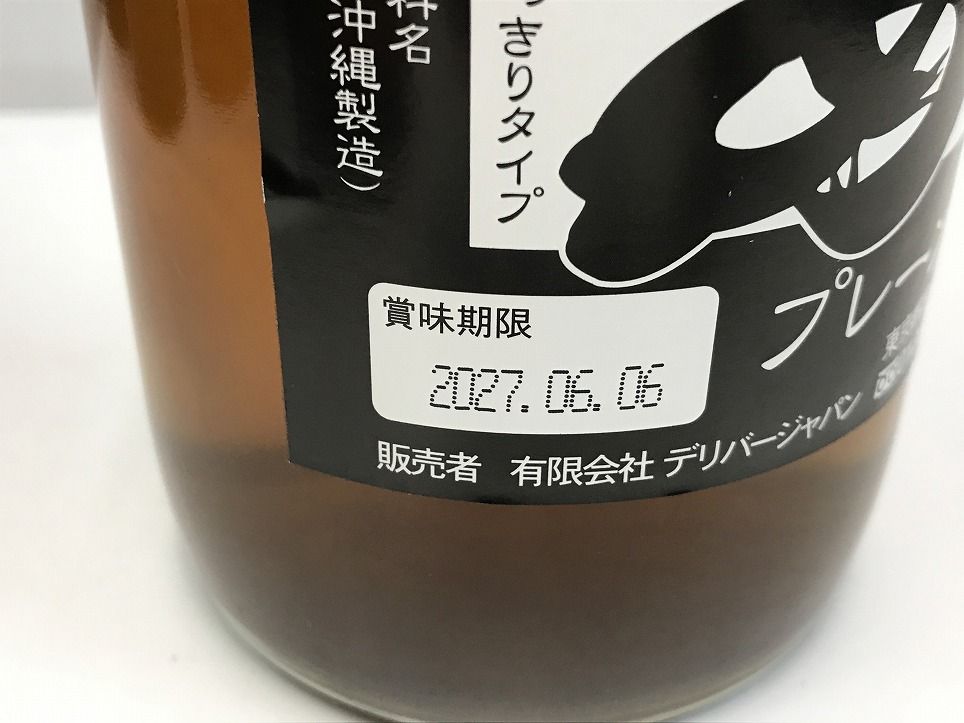 きりタイプ
沖縄製造）
プレー
賞味期限
2027.06.06
販売者 有限会社 デリバージャパン